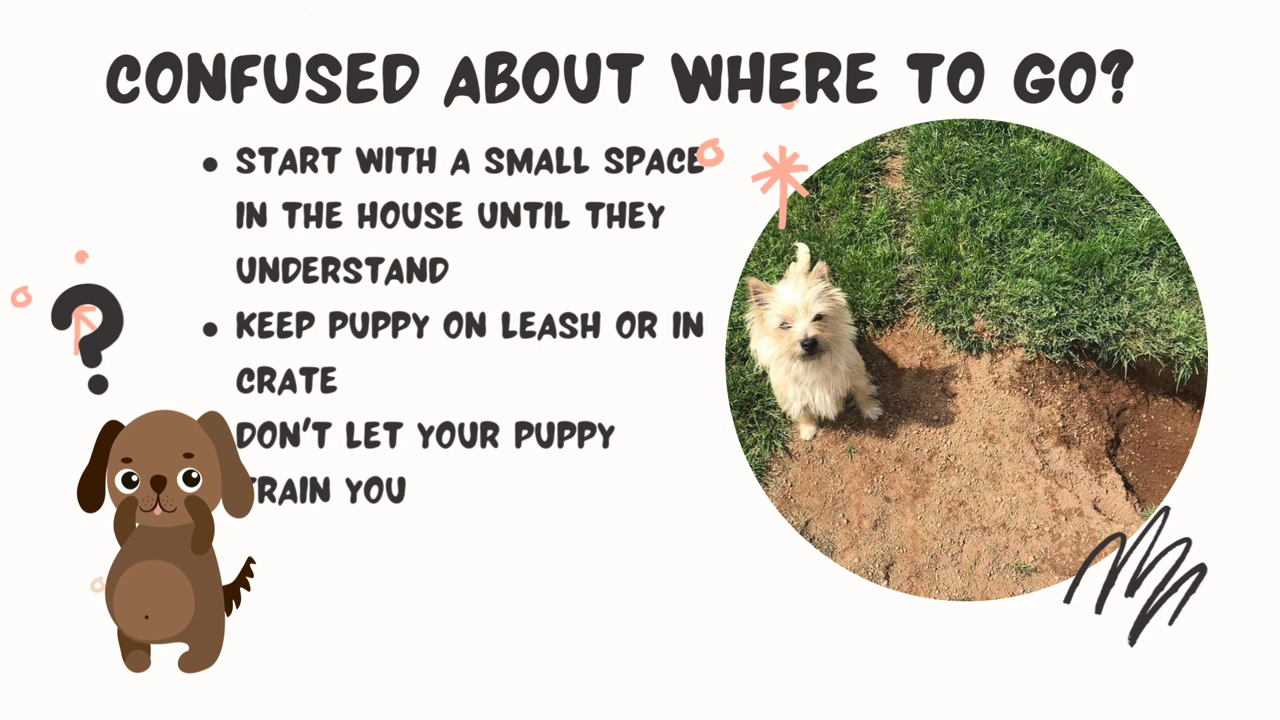 CONFUSED ABOUT WHERE TO GO?
• START WITH A SMALL SPACE
IN THE HOUSE UNTIL THEY
UNDERSTAND
• KEEP PUPPY ON LEASH OR IN
CRATE
DON'T LET YOUR PUPPY
TRAIN YOU
?